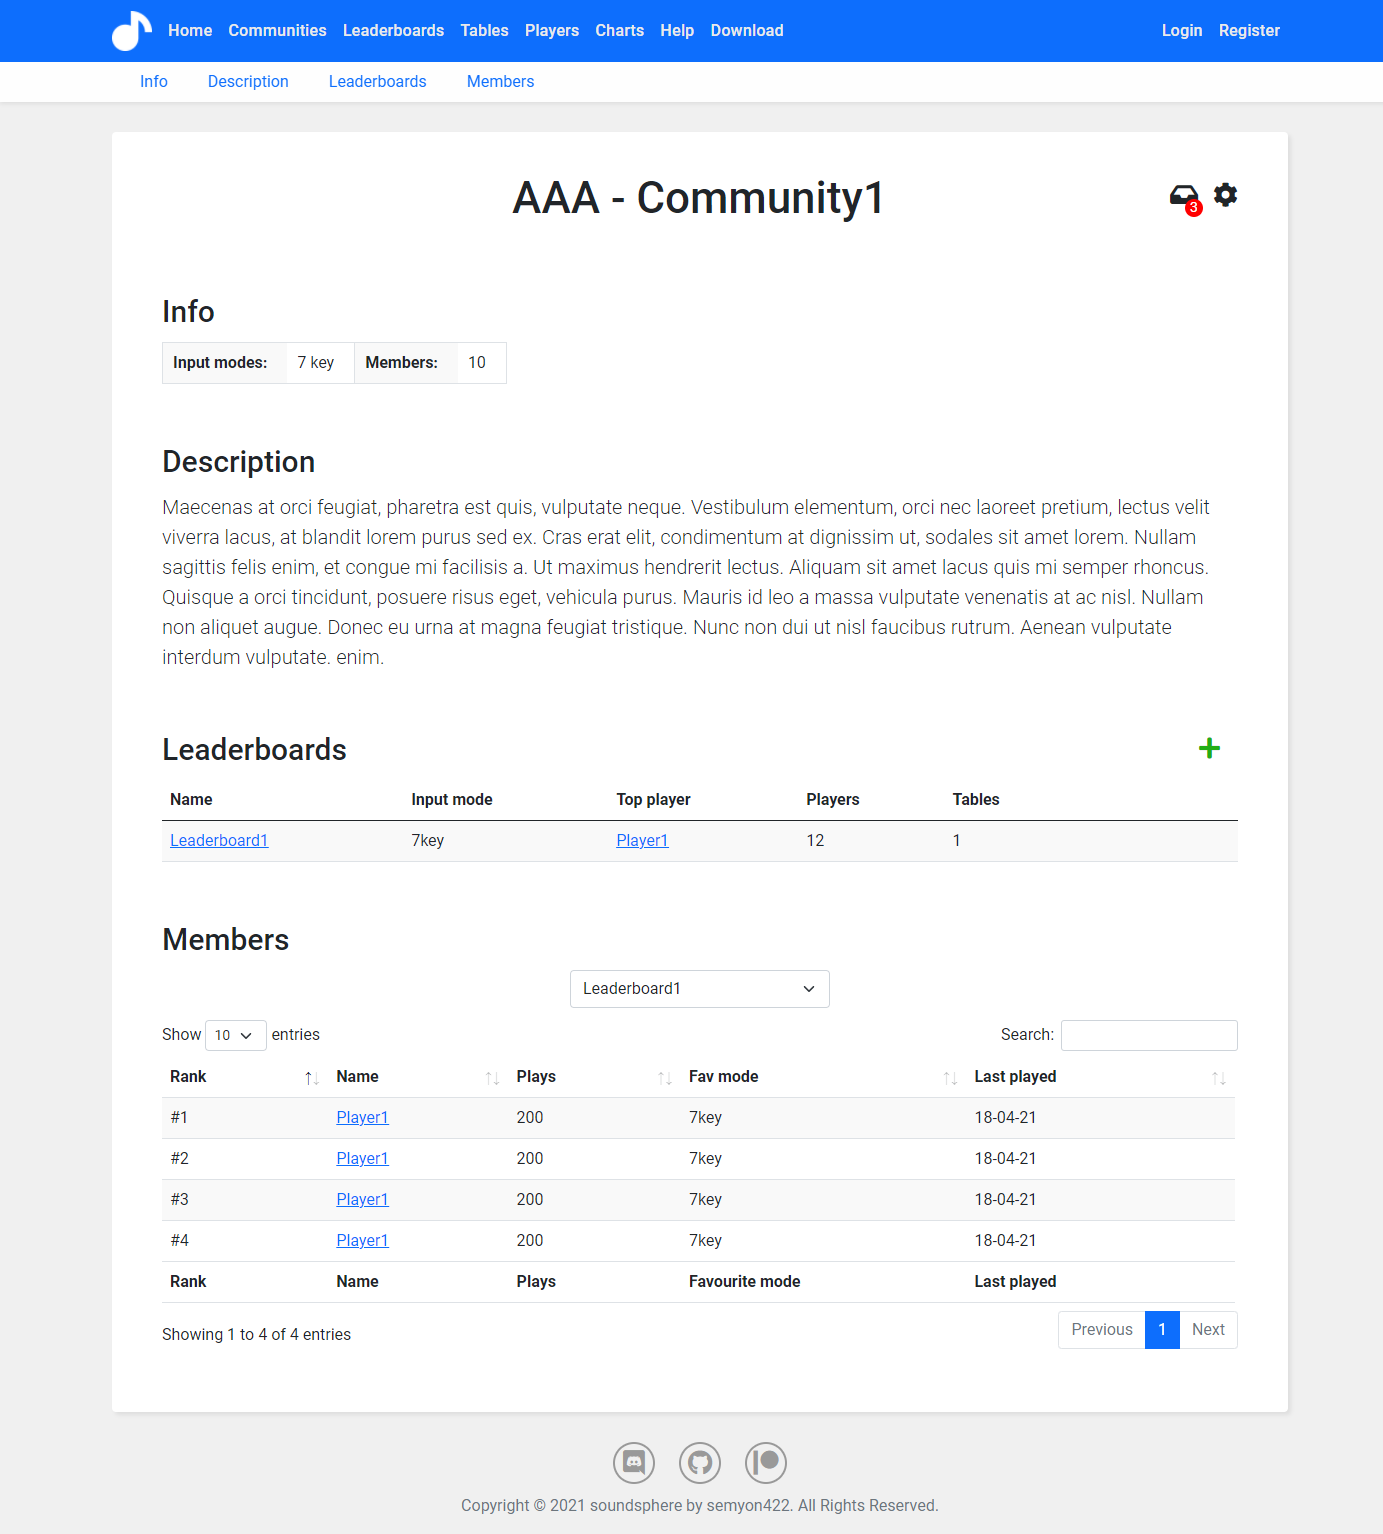 Home Communities Leaderboards Tables Players Charts Help Download Login Register
Info Description Leaderboards Members
AAA - Community1
3
Info
Input modes: 7 key Members: 10
Description
Maecenas at orci feugiat, pharetra est quis, vulputate neque. Vestibulum elementum, orci nec laoreet pretium, lectus velit
viverra lacus, at blandit lorem purus sed ex. Cras erat elit, condimentum at dignissim ut, sodales sit amet lorem. Nullam
sagittis felis enim, et congue mi facilisis a. Ut maximus hendrerit lectus. Aliquam sit amet lacus quis mi semper rhoncus.
Quisque a orci tincidunt, posuere risus eget, vehicula purus. Mauris id leo a massa vulputate venenatis at ac nisl. Nullam
non aliquet augue. Donec eu urna at magna feugiat tristique. Nunc non dui ut nisl faucibus rutrum. Aenean vulputate
interdum vulputate. enim.
Leaderboards
Name Input mode Top player Players Tables
Leaderboard1 7key Player1 12 1
Members
Leaderboard1
Show 10 entries Search:
Rank Name Plays Fav mode Last played
#1 Player1 200 7key 18-04-21
#2 Player1 200 7key 18-04-21
#3 Player1 200 7key 18-04-21
#4 Player1 200 7key 18-04-21
Rank Name Plays Favourite mode Last played
Showing 1 to 4 of 4 entries Previous 1 Next
Copyright © 2021 soundsphere by semyon422. All Rights Reserved.